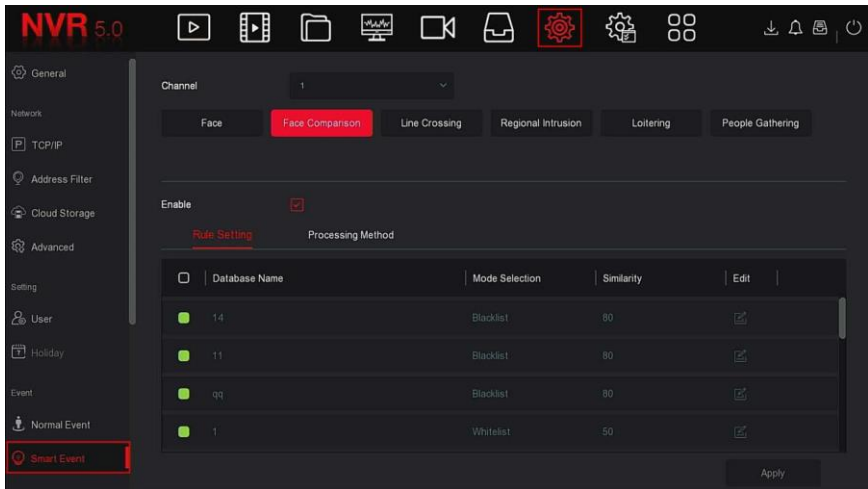 NVR 5.0
General
Network
TCP/IP
Address Filter
Cloud Storage
Advanced
Setting
User
Holiday
Event
Normal Event
Smart Event
Channel 1
Face Face Comparison Line Crossing Regional Intrusion Loitering People Gathering
Enable
Rule Setting Processing Method
Database Name Mode Selection Similarity Edit
14 Blacklist 80
11 Blacklist 80
qq Blacklist 80
1 Whitelist 50
Apply